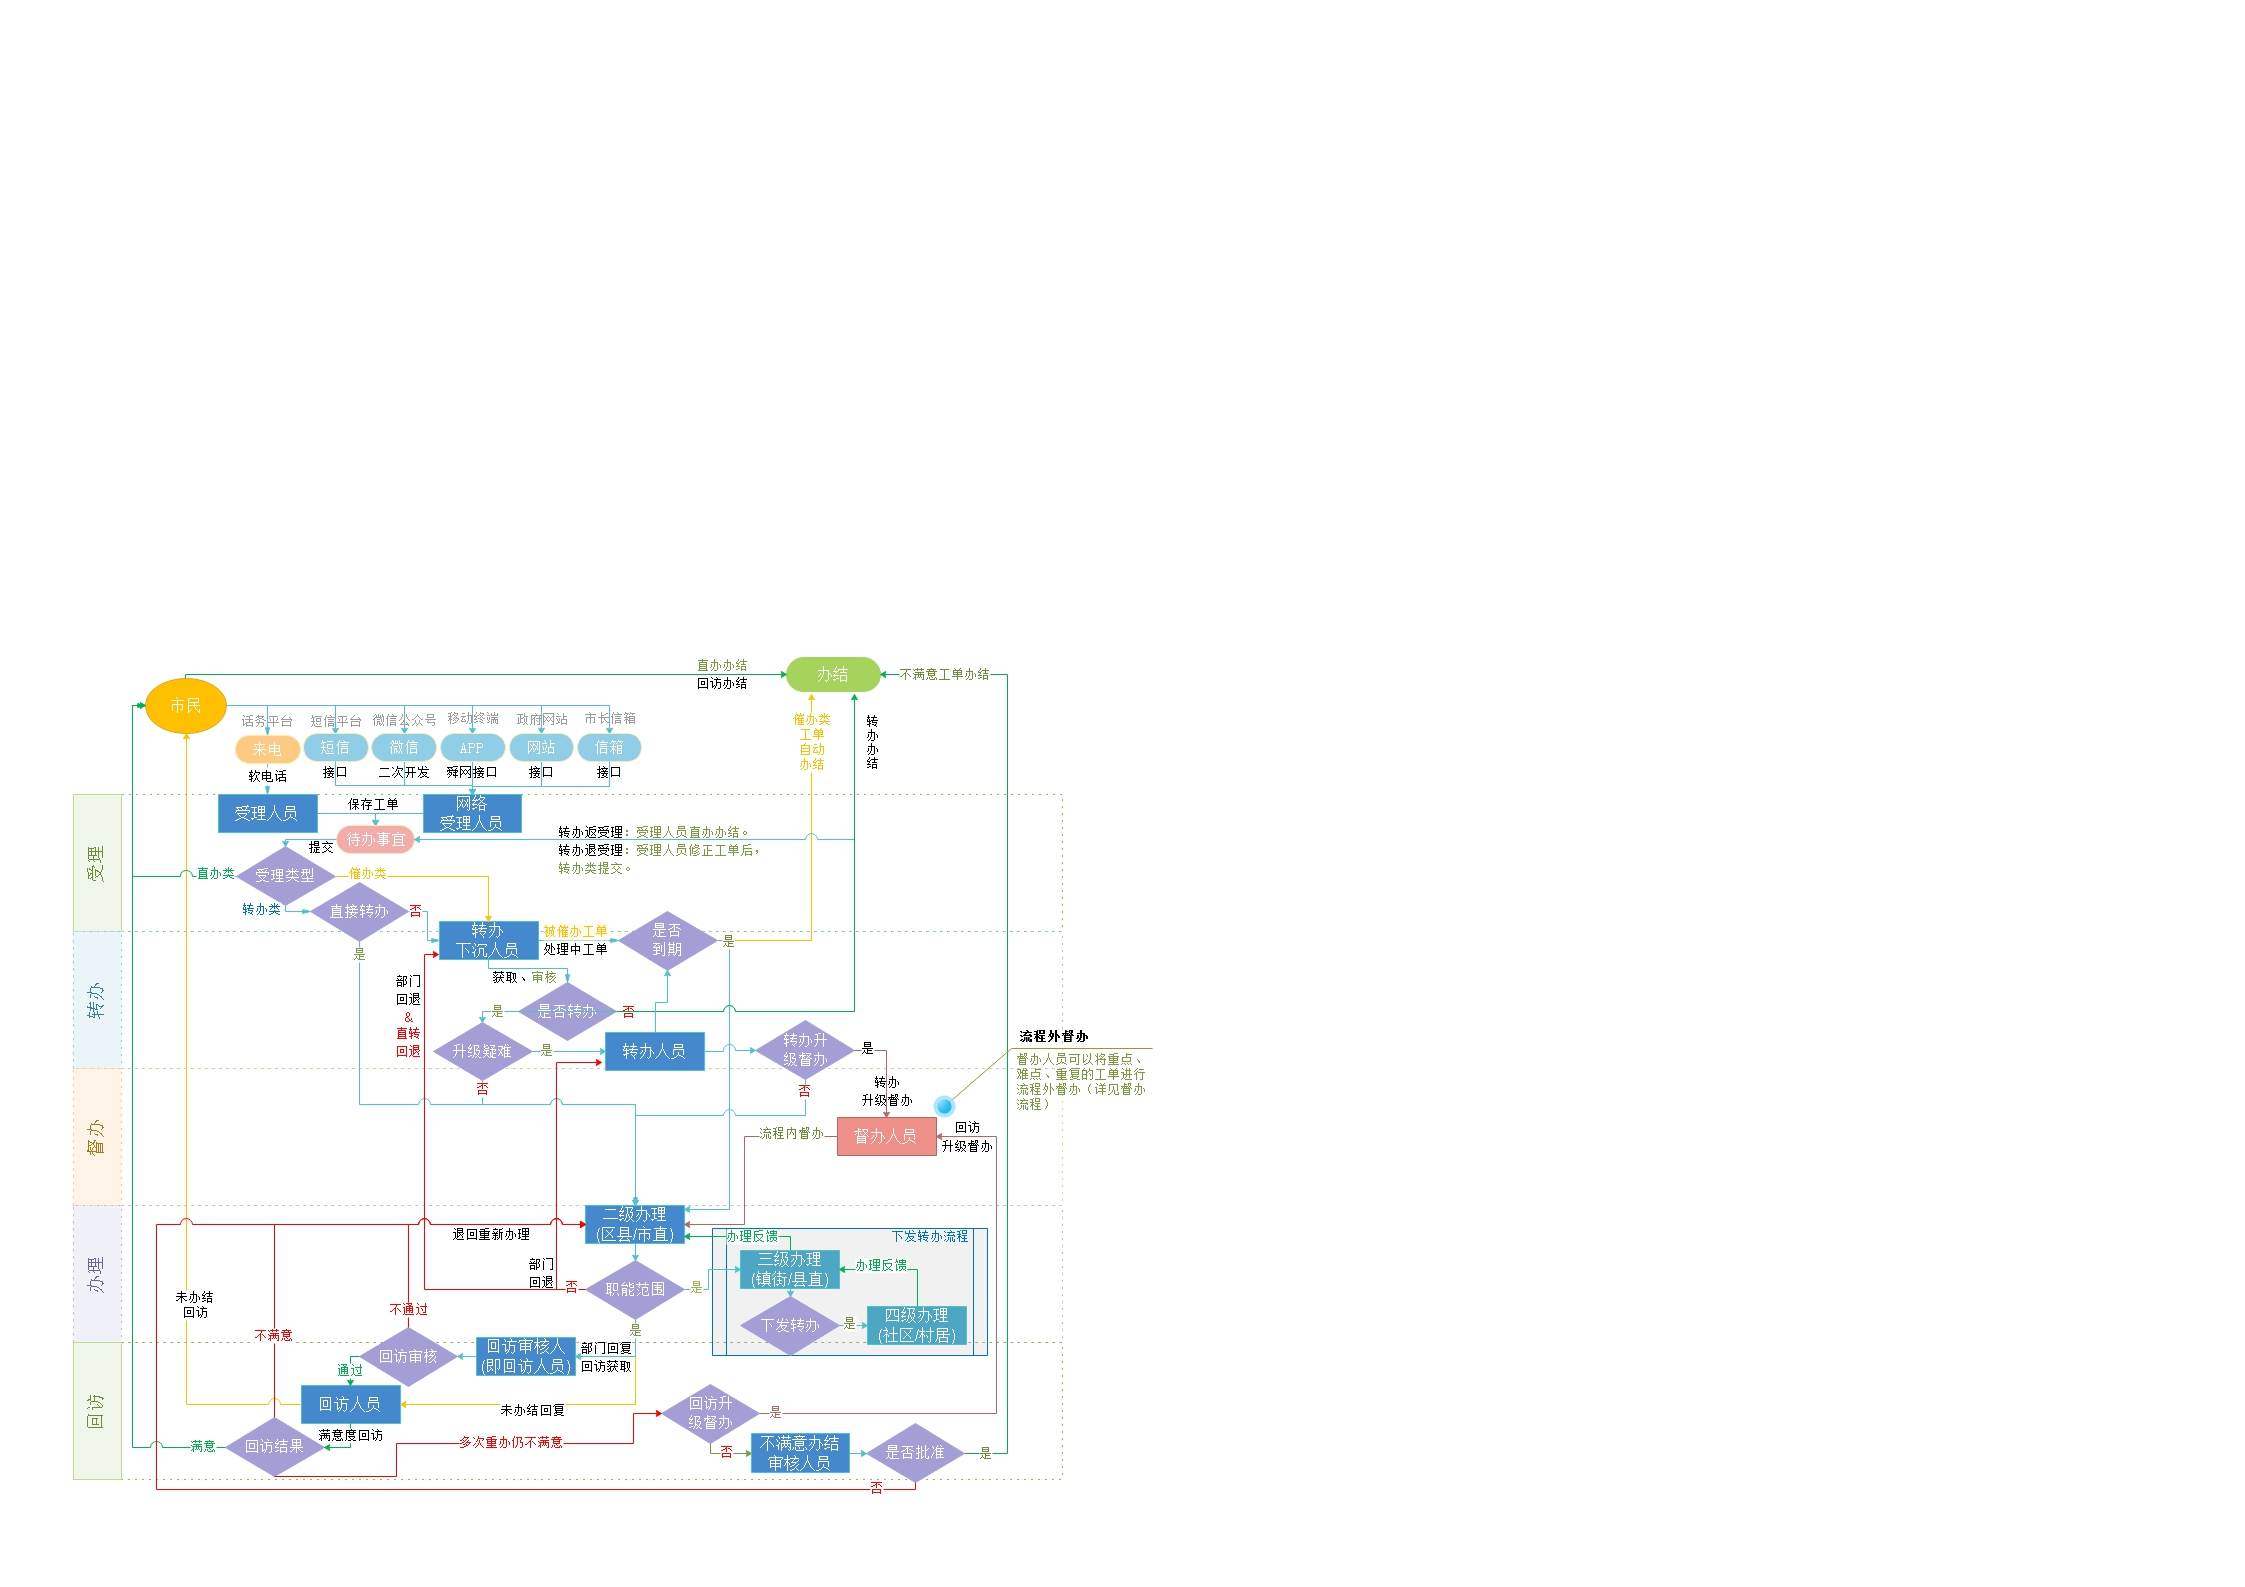 直办办结
回访办结
办结
不满意工单办结
市民
话务平台
短信平台
微信公众号
移动终端
政府网站
市长信箱
来电
短信
微信
APP
网站
信箱
软电话
接口
二次开发
舜网接口
接口
接口
催办类
工单
自动
办结
转
办
办
结
受理
受理人员
保存工单
网络
受理人员
待办事宜
提交
转办返受理：受理人员直办办结。
转办退受理：受理人员修正工单后，
转办类提交。
直办类
受理类型
催办类
转办类
直接转办
否
是
转办
转办
下沉人员
被催办工单
处理中工单
是否
到期
是
获取、审核
部门
回退
&
直转
回退
是
是否转办
否
升级疑难
是
否
转办人员
转办升
级督办
是
否
转办
升级督办
流程外督办
督办人员可以将重点、
难点、重复的工单进行
流程外督办（详见督办
流程）
督办
流程内督办
督办人员
回访
升级督办
办理
退回重新办理
二级办理
(区县/市直)
办理反馈
下发转办流程
三级办理
(镇街/县直)
办理反馈
部门
回退
否
职能范围
是
是
下发转办
是
四级办理
(社区/村居)
未办结
回访
不满意
不通过
回访
回访审核
通过
回访审核人
(即回访人员)
部门回复
回访获取
回访人员
未办结回复
满意度回访
满意
回访结果
多次重办仍不满意
回访升
级督办
是
否
不满意办结
审核人员
是否批准
是
否